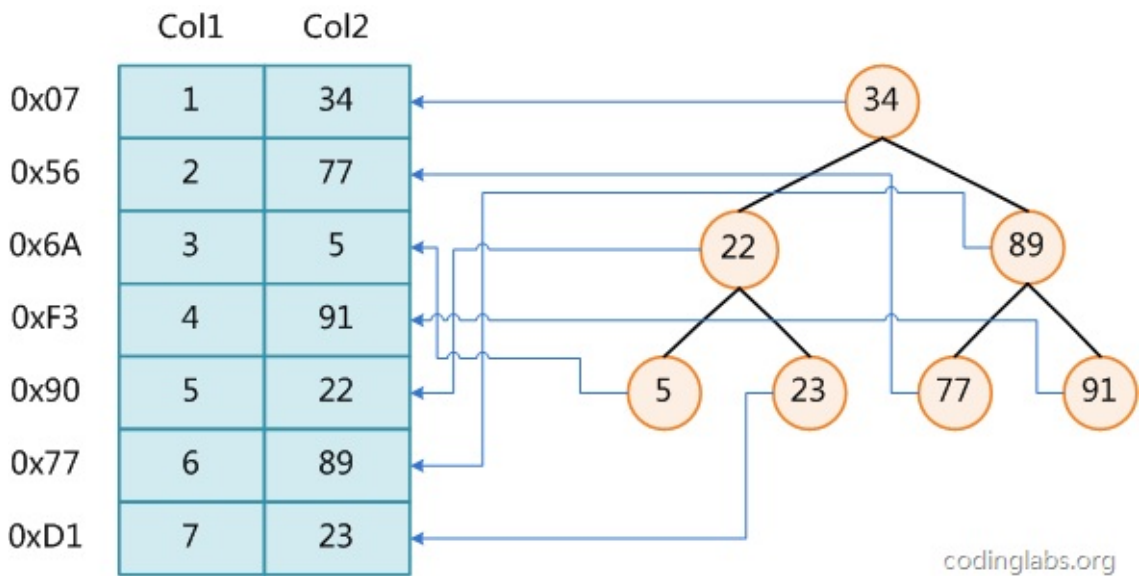 Col1 Col2
0x07 1 34 34
0x56 2 77
0x6A 3 5 22 89
0xF3 4 91
0x90 5 22 5 23 77 91
0x77 6 89
0xD1 7 23
codinglabs.org